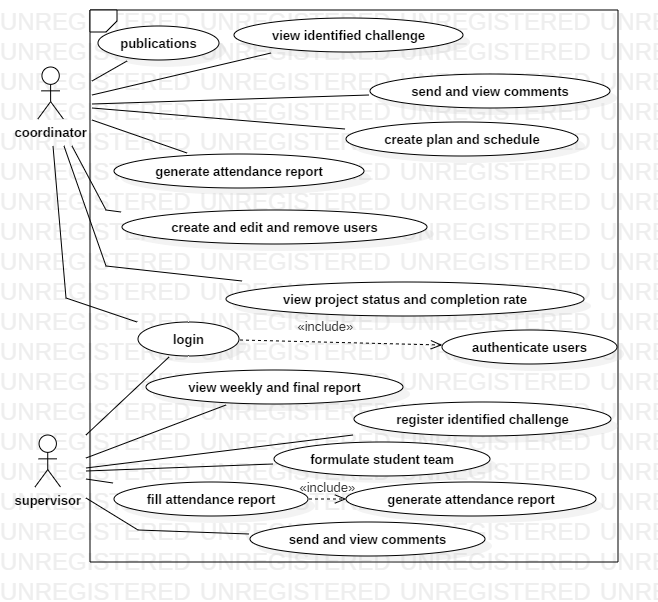 publications
view identified challenge
send and view comments
coordinator
create plan and schedule
generate attendance report
create and edit and remove users
view project status and completion rate
«include»
login
authenticate users
view weekly and final report
register identified challenge
formulate student team
supervisor
fill attendance report
«include»
generate attendance report
send and view comments
UNREGISTERED UNREGISTERED UNREGISTERED UNRE